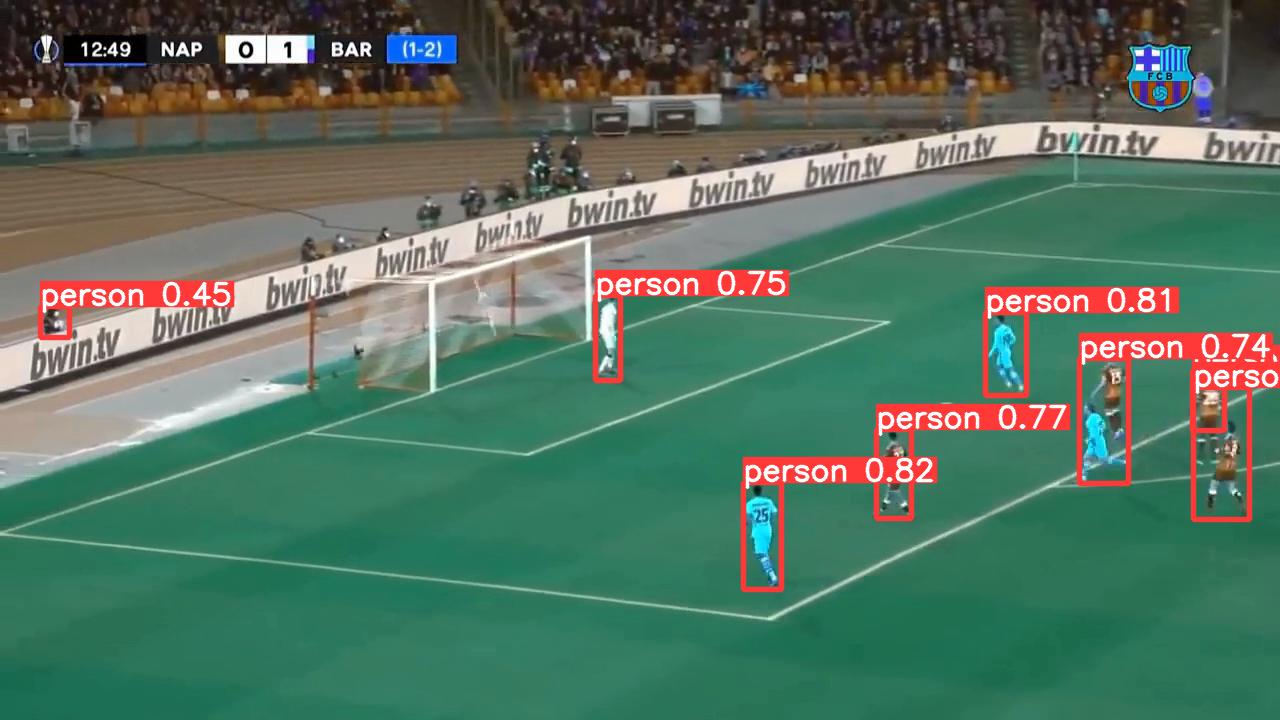 12:49 NAP 0 1 BAR (1-2)
FCB
bwin.tv
bwin.tv
bwin.tv
bwin.tv
bwin.tv
bwin.tv
bwin.tv
bwin.tv
bwin.tv
bwin.tv
bwin
person 0.45
person 0.75
person 0.81
person 0.74
perso
person 0.77
person 0.82
25